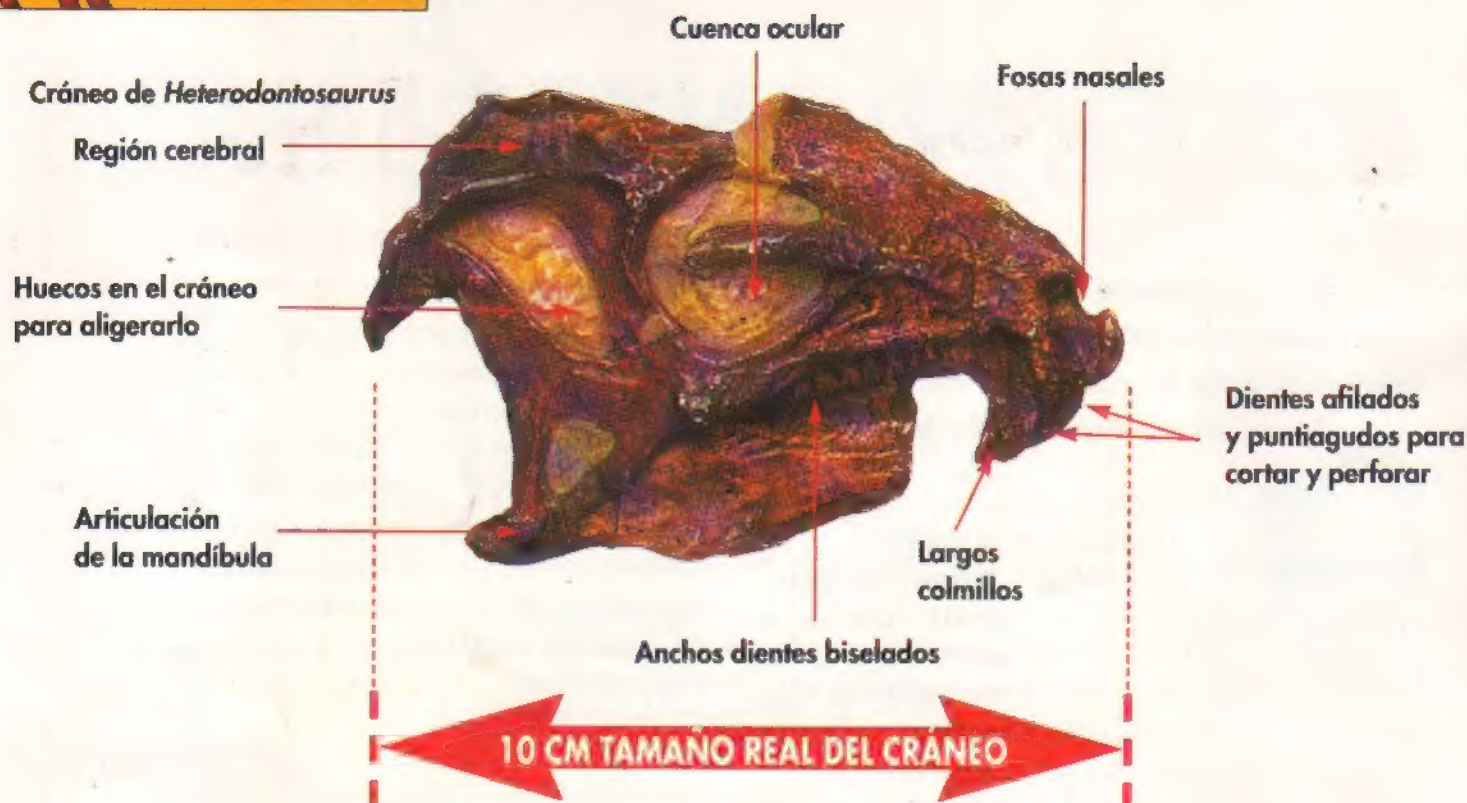 Cuenca ocular
Fosas nasales
Cráneo de Heterodontosaurus
Región cerebral
Huecos en el cráneo
para aligerarlo
Dientes afilados
y puntiagudos para
cortar y perforar
Articulación
de la mandíbula
Largos
colmillos
Anchos dientes biselados
10 CM TAMAÑO REAL DEL CRÁNEO